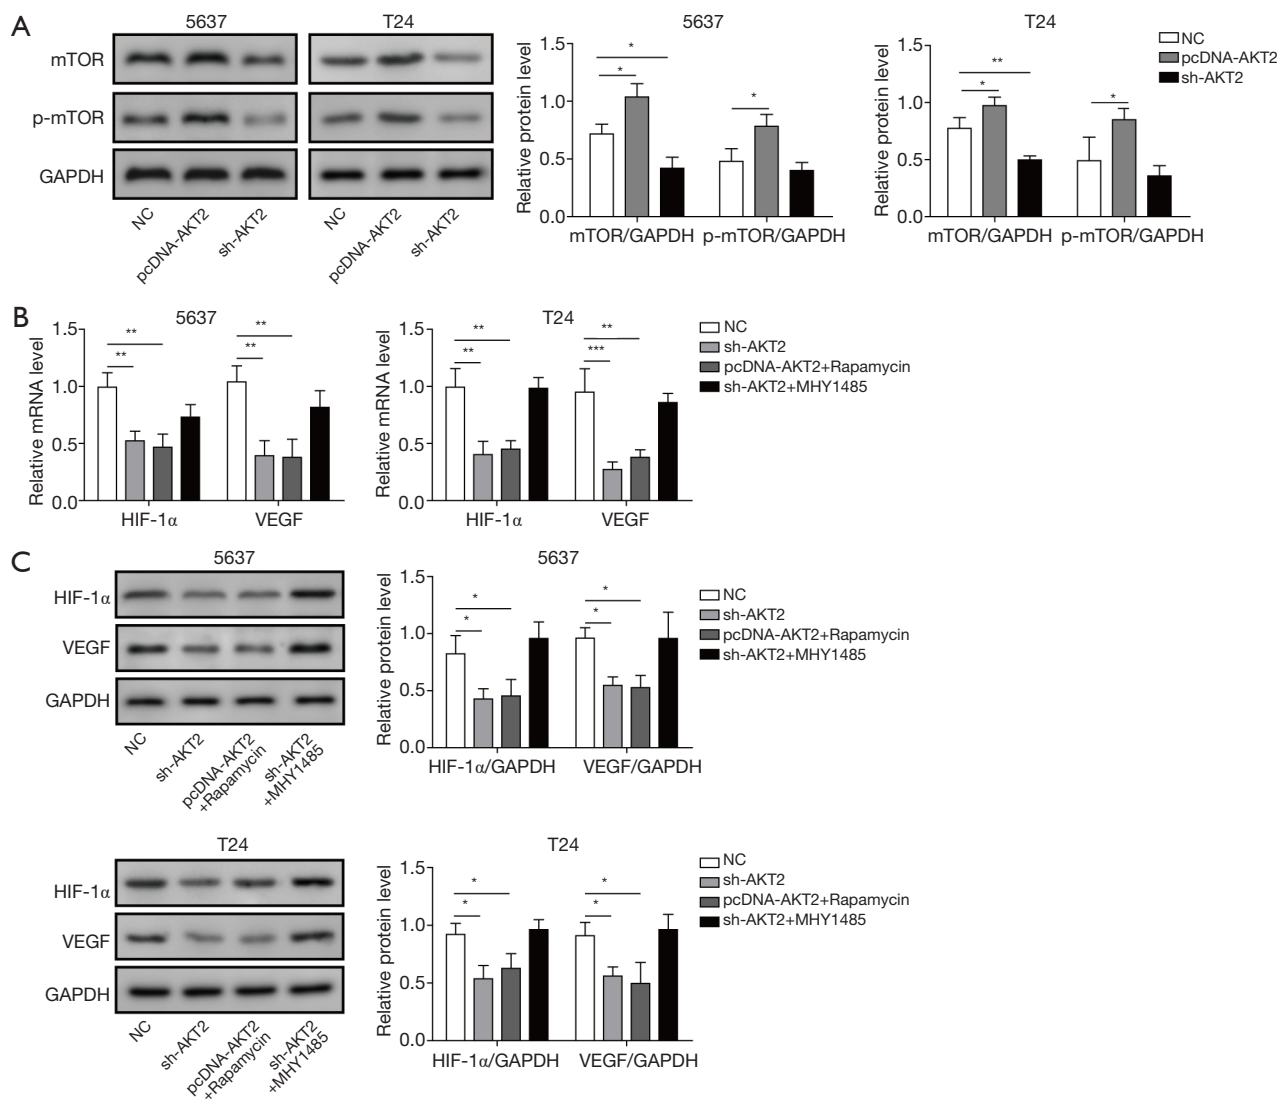 A
5637
T24
mTOR
p-mTOR
GAPDH
NC
pcDNA-AKT2
sh-AKT2
NC
pcDNA-AKT2
sh-AKT2
5637
Relative protein level
1.5
1.0
0.5
0.0
*
*
*
mTOR/GAPDH p-mTOR/GAPDH
T24
Relative protein level
1.5
1.0
0.5
0.0
**
*
*
mTOR/GAPDH p-mTOR/GAPDH
NC
pcDNA-AKT2
sh-AKT2
B
5637
Relative mRNA level
1.5
1.0
0.5
0.0
**
**
**
**
HIF-1α VEGF
T24
Relative mRNA level
1.5
1.0
0.5
0.0
**
**
**
***
HIF-1α VEGF
NC
sh-AKT2
pcDNA-AKT2+Rapamycin
sh-AKT2+MHY1485
C
5637
HIF-1α
VEGF
GAPDH
NC
sh-AKT2
pcDNA-AKT2
+Rapamycin
sh-AKT2
+MHY1485
5637
Relative protein level
1.5
1.0
0.5
0.0
*
*
*
*
HIF-1α/GAPDH VEGF/GAPDH
NC
sh-AKT2
pcDNA-AKT2+Rapamycin
sh-AKT2+MHY1485
T24
HIF-1α
VEGF
GAPDH
NC
sh-AKT2
pcDNA-AKT2
+Rapamycin
sh-AKT2
+MHY1485
T24
Relative protein level
1.5
1.0
0.5
0.0
*
*
*
*
HIF-1α/GAPDH VEGF/GAPDH
NC
sh-AKT2
pcDNA-AKT2+Rapamycin
sh-AKT2+MHY1485